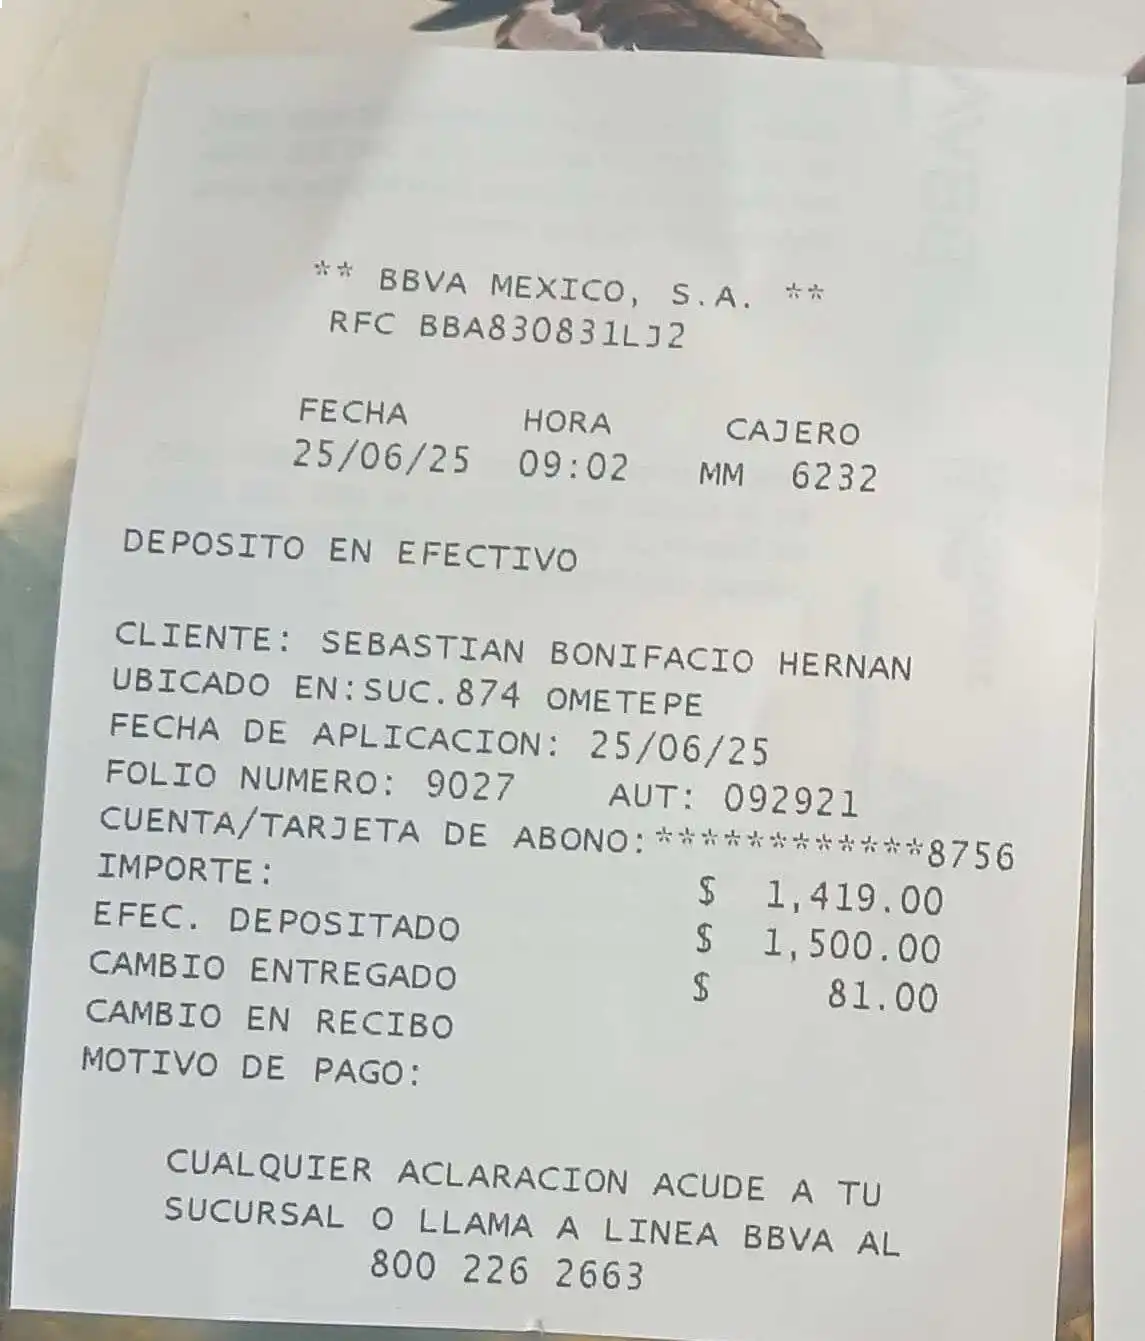 ** BBVA MEXICO, S.A. **
RFC BBA830831LJ2
FECHA HORA CAJERO
25/06/25 09:02 MM 6232
DEPOSITO EN EFECTIVO
CLIENTE: SEBASTIAN BONIFACIO HERNAN
UBICADO EN:SUC.874 OMETEPE
FECHA DE APLICACION: 25/06/25
FOLIO NUMERO: 9027 AUT: 092921
CUENTA/TARJETA DE ABONO:************8756
IMPORTE: $ 1,419.00
EFEC. DEPOSITADO $ 1,500.00
CAMBIO ENTREGADO $ 81.00
CAMBIO EN RECIBO
MOTIVO DE PAGO:
CUALQUIER ACLARACION ACUDE A TU
SUCURSAL O LLAMA A LINEA BBVA AL
800 226 2663